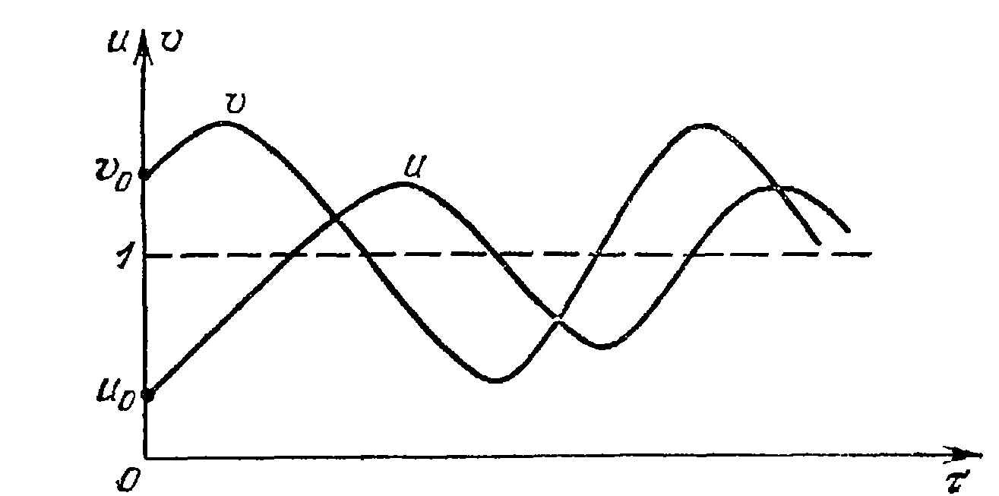 u v
v
v₀
u
1
u₀
0
τ